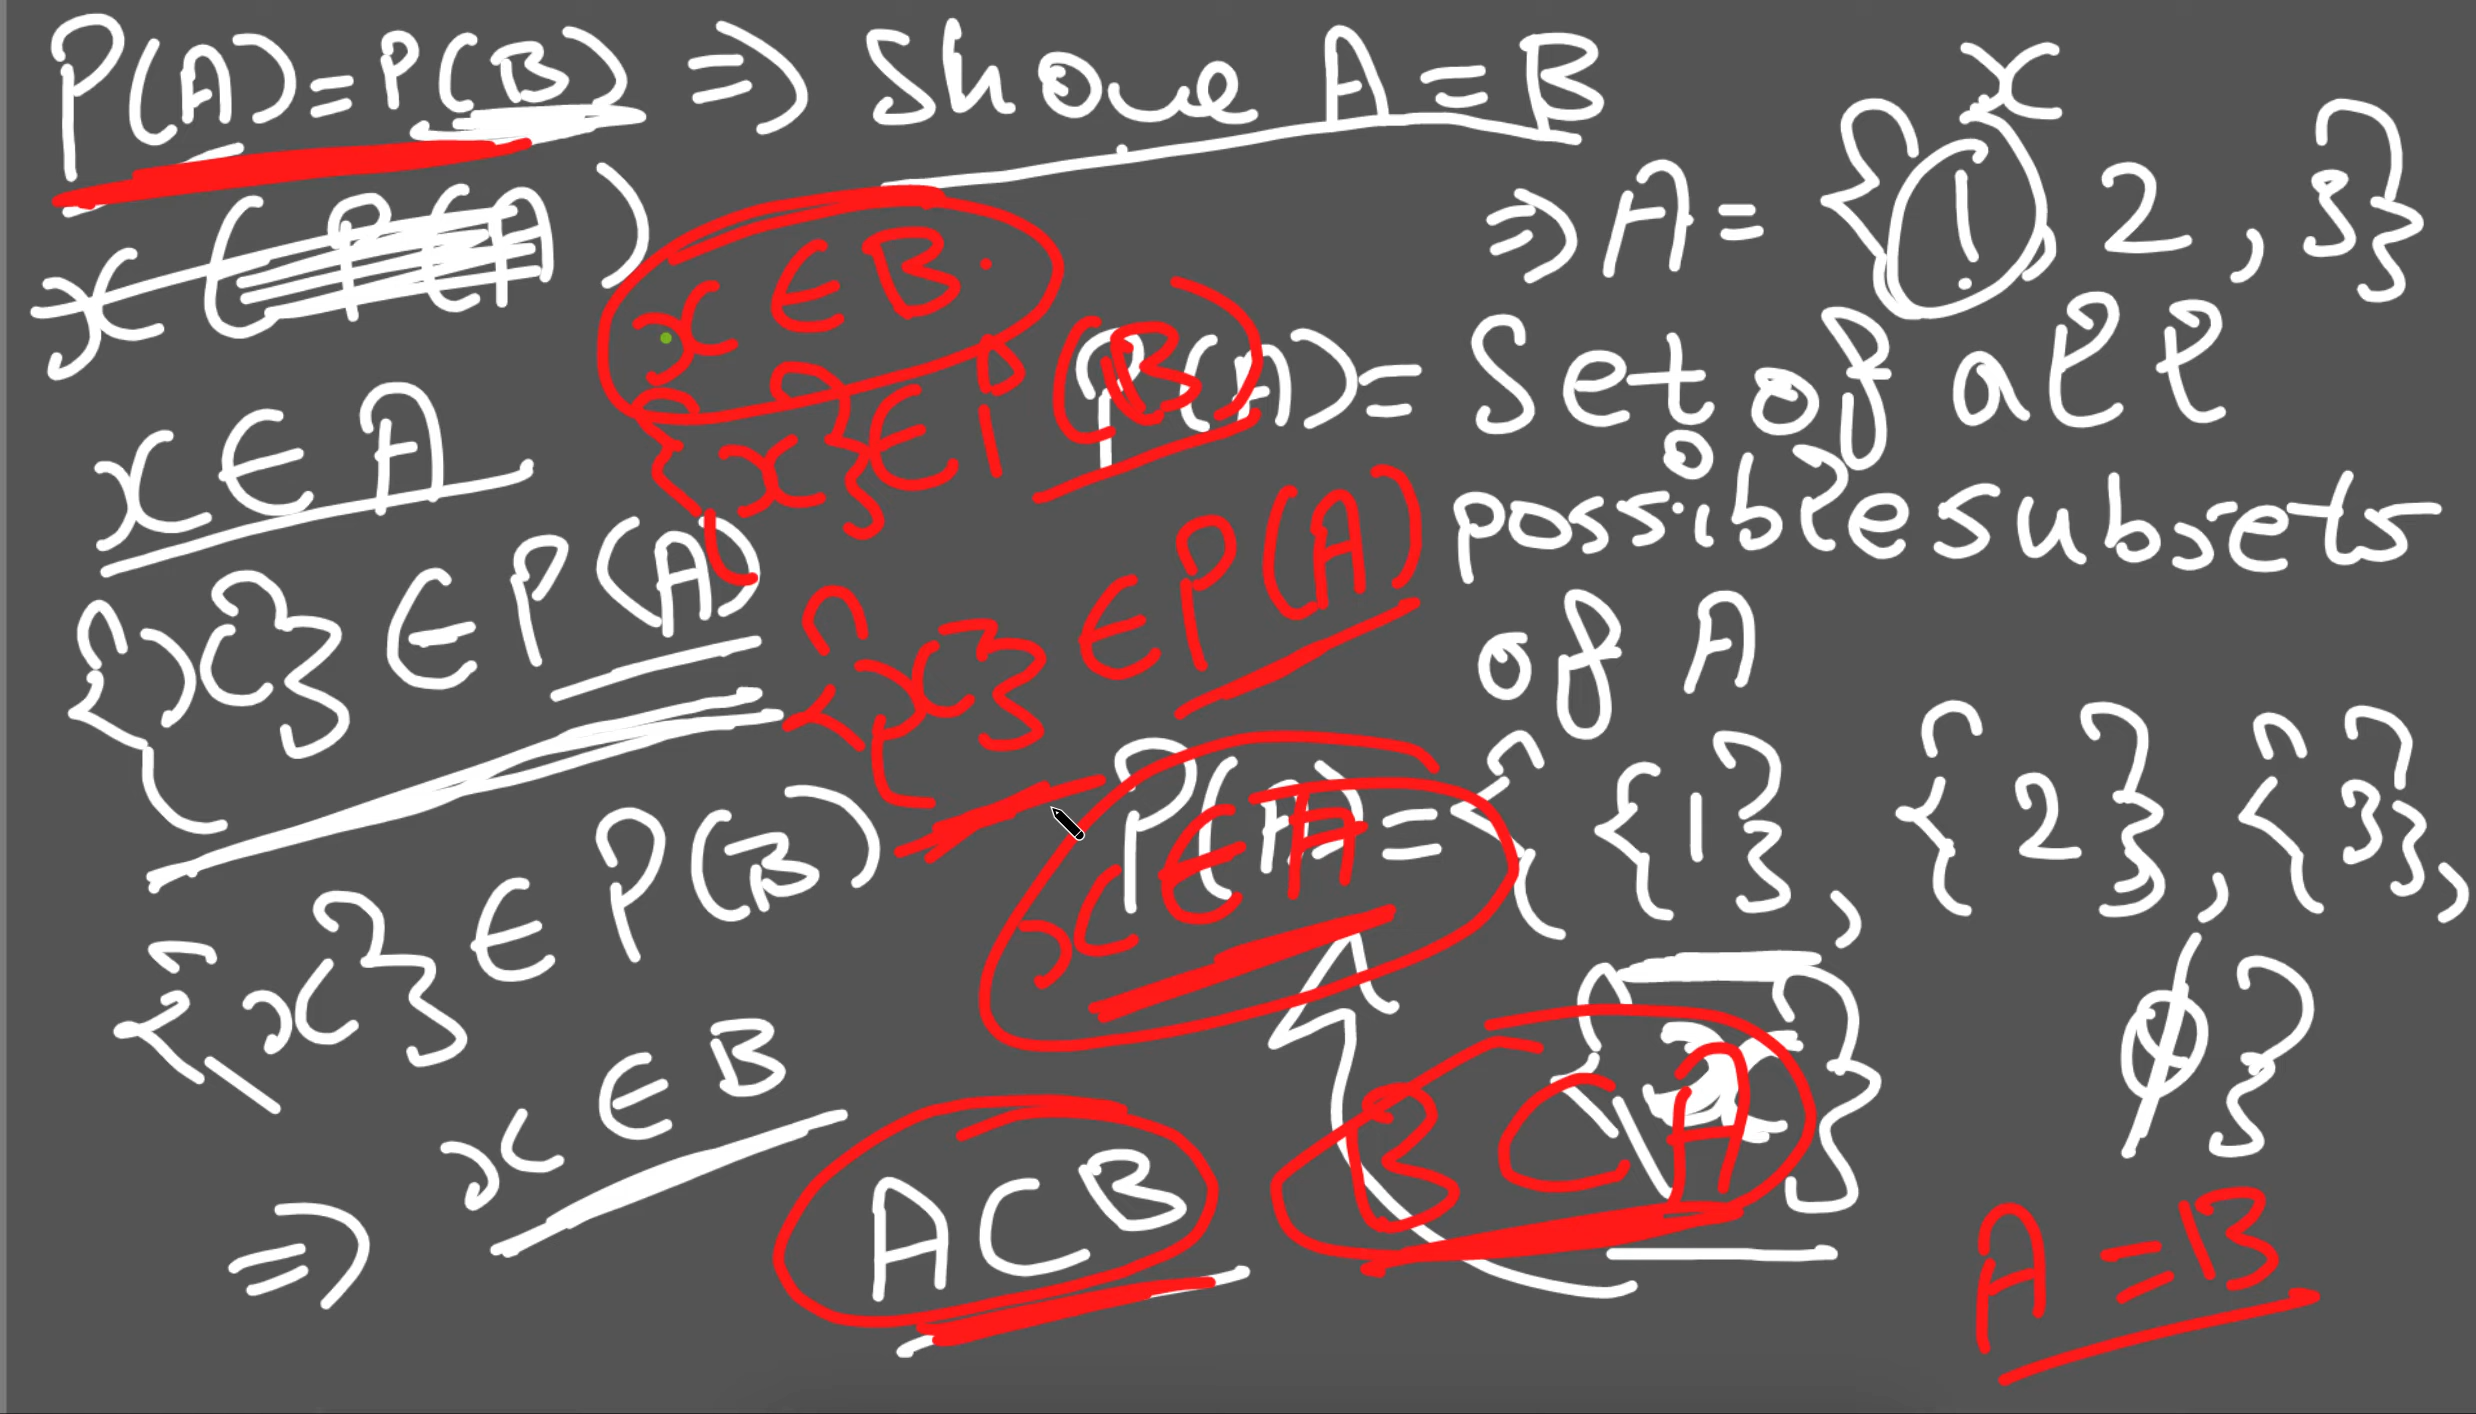 P(A)=P(B) ⇒ Show A=B
x ∈ P(A)
x ∈ A
{x} ∈ P(A)
{x} ∈ P(B)
x ∈ B
⇒ A⊂B
x ∈ B
{x} ∈ P(B)
{x} ∈ P(A)
x ∈ A
B⊂A
A=B
x
⇒ A = {1, 2, 3}
P(A) = Set of all
possible subsets
of A
P(A) = {{1}, {2}, {3},
ϕ}